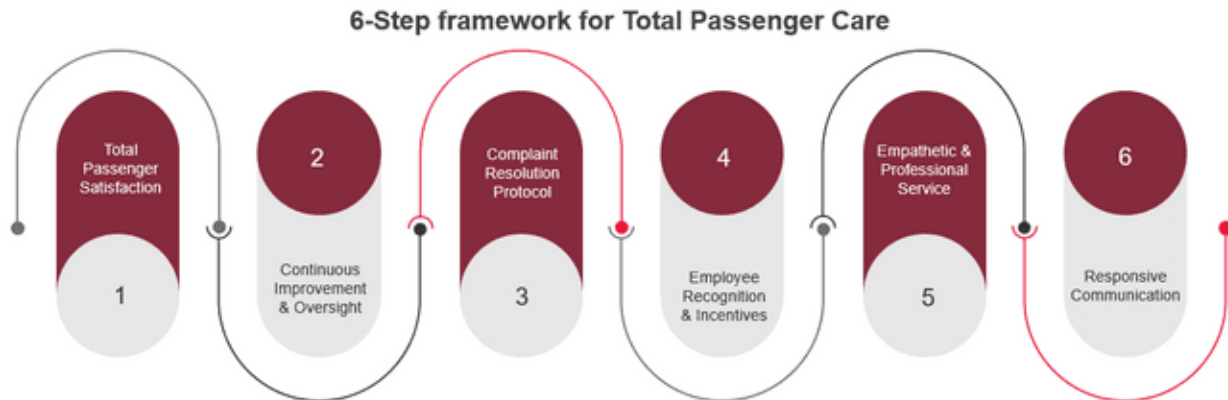 6-Step framework for Total Passenger Care
Total
Passenger
Satisfaction
1
2
Continuous
Improvement
& Oversight
Complaint
Resolution
Protocol
3
4
Employee
Recognition
& Incentives
Empathetic &
Professional
Service
5
6
Responsive
Communication